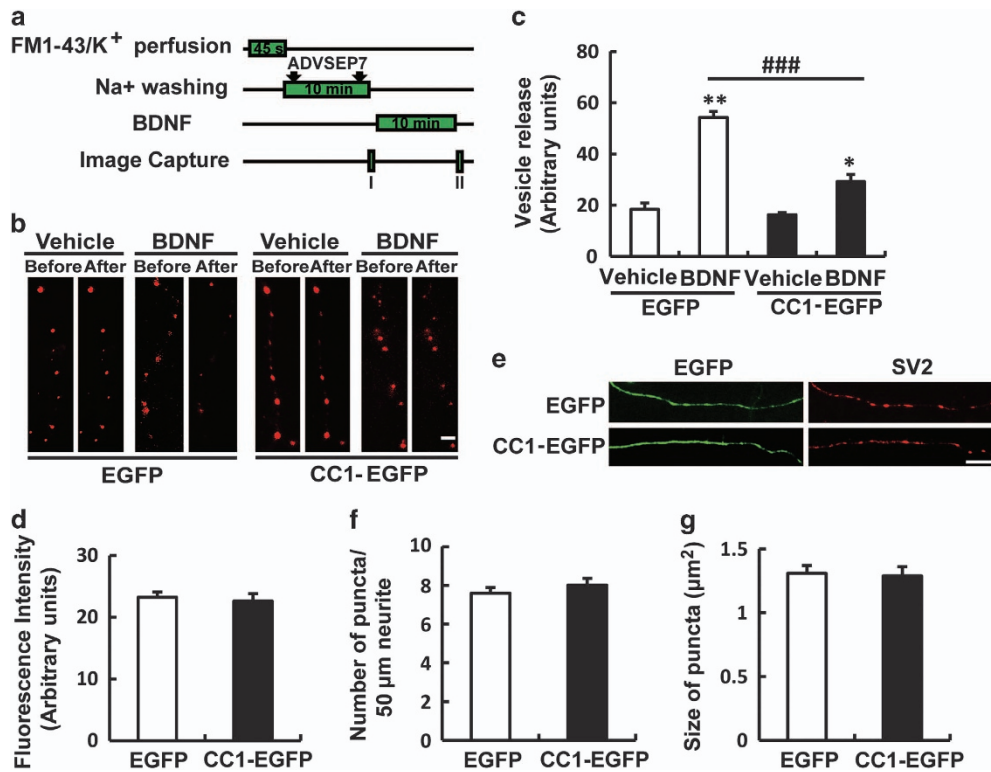 a
FM1-43/K+ perfusion
45 s
ADVSEP7
Na+ washing
10 min
BDNF
10 min
Image Capture
I II
b
Vehicle BDNF Vehicle BDNF
Before After Before After Before After Before After
EGFP CC1-EGFP
c
Vesicle release
(Arbitrary units)
80
60
40
20
0
###
**
*
Vehicle BDNF Vehicle BDNF
EGFP CC1-EGFP
e
EGFP SV2
EGFP
CC1-EGFP
d
Fluorescence Intensity
(Arbitrary units)
30
20
10
0
EGFP CC1-EGFP
f
Number of puncta/
50 µm neurite
10
8
6
4
2
0
EGFP CC1-EGFP
g
Size of puncta (µm²)
1.5
1
0.5
0
EGFP CC1-EGFP